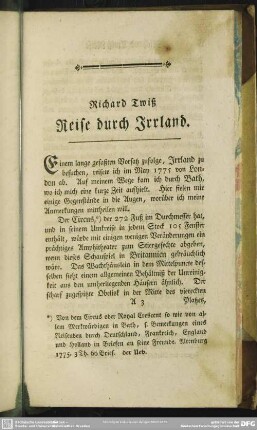 Richard Twiß
Reise durch Irrland.
Einem lange gefaßten Vorsatz zufolge, Irrland zu
besuchen, reisete ich im May 1775 von Lon-
don ab. Auf meinem Wege kam ich durch Bath,
wo ich mich eine kurze Zeit aufhielt. Hier fielen mir
einige Gegenstände in die Augen, worüber ich meine
Anmerkungen mittheilen will.
Der Circus,*) der 272 Fuß im Durchmesser hat,
und in seinem Umkreise in jedem Stock 105 Fenster
enthält, würde mit einigen wenigen Veränderungen ein
prächtiges Amphitheater zum Stiergefechte abgeben,
wenn dieses Schauspiel in Britannien gebräuchlich
wäre. Das Wachthäuslein in dem Mittelpuncte des-
selben siehet einem allgemeinen Behältniß der Unreinig-
keit aus den umherliegenden Häusern ähnlich. Der
scharf zugespitzte Obelisk in der Mitte des viereckten
A 3 Platzes,
*) Von dem Circus oder Royal Crescent so wie von al-
len Merkwürdigen in Bath, s. Bemerkungen eines
Reisenden durch Deutschland, Frankreich, England
und Holland in Briefen an seine Freunde. Altenburg
1775. 3 Th. 60 Brief. der Ueb.